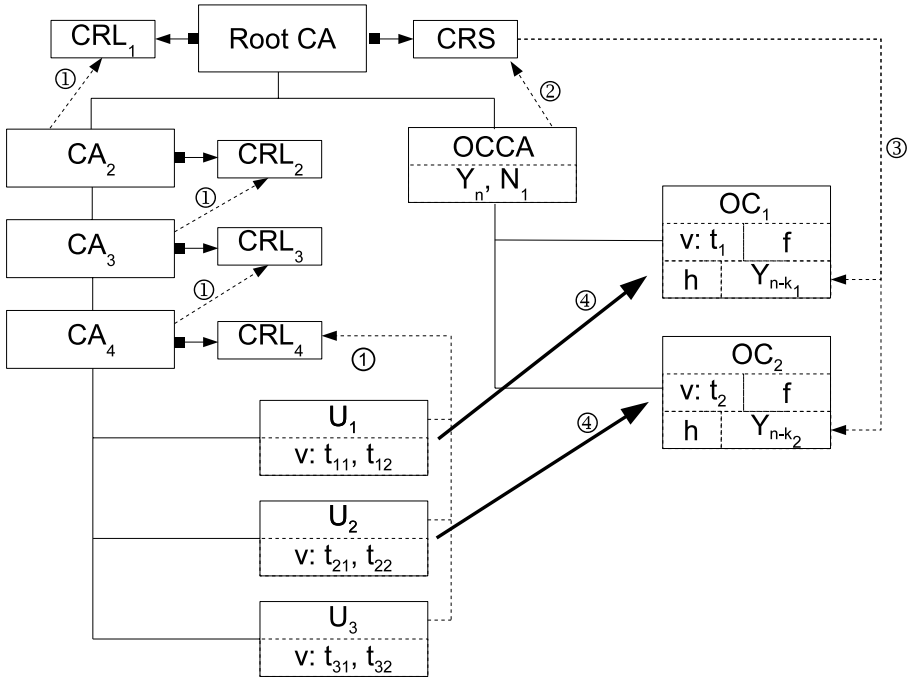 CRL₁
Root CA
CRS
①
②
CA₂
CRL₂
OCCA
Yₙ, N₁
③
①
CA₃
CRL₃
OC₁
v: t₁
f
h
Yₙ₋ₖ₁
①
④
CA₄
CRL₄
①
OC₂
v: t₂
f
h
Yₙ₋ₖ₂
④
U₁
v: t₁₁, t₁₂
U₂
v: t₂₁, t₂₂
U₃
v: t₃₁, t₃₂